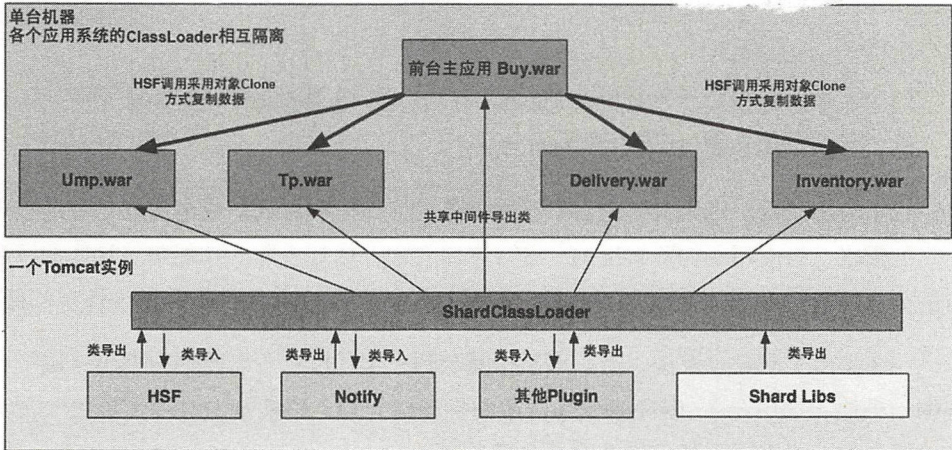 单台机器
各个应用系统的ClassLoader相互隔离
前台主应用 Buy.war
HSF调用采用对象Clone
方式复制数据
HSF调用采用对象Clone
方式复制数据
Ump.war
Tp.war
Delivery.war
Inventory.war
共享中间件导出类
一个Tomcat实例
ShardClassLoader
类导出
类导入
类导出
类导入
类导入
类导出
类导出
HSF
Notify
其他Plugin
Shard Libs